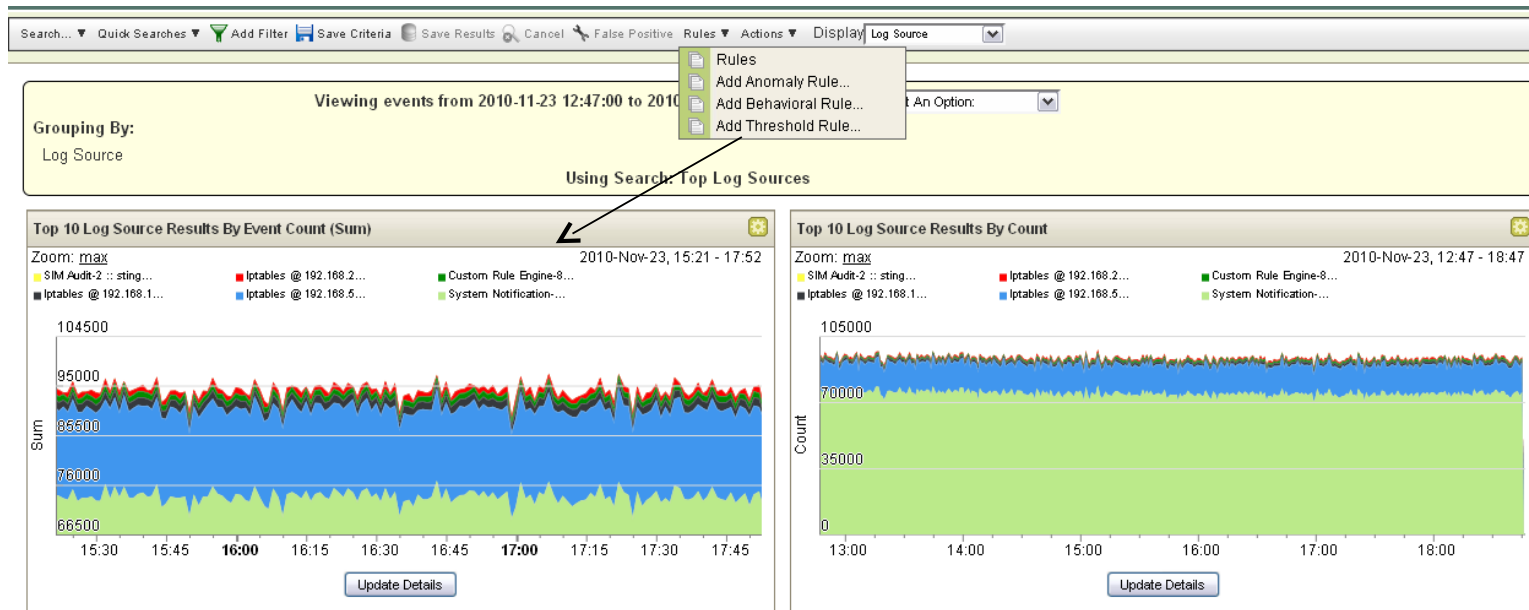 Search... ▼ Quick Searches ▼ Add Filter Save Criteria Save Results Cancel False Positive Rules ▼ Actions ▼ Display Log Source
Rules
Add Anomaly Rule...
Add Behavioral Rule...
Add Threshold Rule...
Viewing events from 2010-11-23 12:47:00 to 2010 An Option:
Grouping By:
Log Source
Using Search: Top Log Sources
Top 10 Log Source Results By Event Count (Sum)
Zoom: max 2010-Nov-23, 15:21 - 17:52
SIM Audit-2 :: sting... Iptables @ 192.168.2... Custom Rule Engine-8...
Iptables @ 192.168.1... Iptables @ 192.168.5... System Notification-...
104500
95000
85500
76000
66500
Sum
15:30 15:45 16:00 16:15 16:30 16:45 17:00 17:15 17:30 17:45
Update Details
Top 10 Log Source Results By Count
Zoom: max 2010-Nov-23, 12:47 - 18:47
SIM Audit-2 :: sting... Iptables @ 192.168.2... Custom Rule Engine-8...
Iptables @ 192.168.1... Iptables @ 192.168.5... System Notification-...
105000
70000
35000
0
Count
13:00 14:00 15:00 16:00 17:00 18:00
Update Details